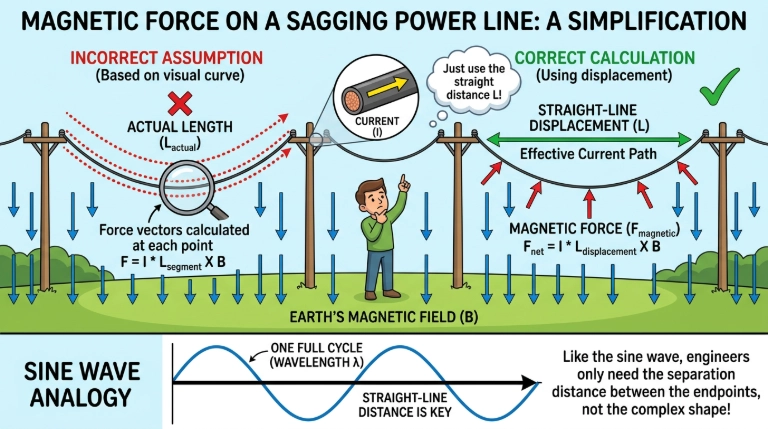 MAGNETIC FORCE ON A SAGGING POWER LINE: A SIMPLIFICATION
INCORRECT ASSUMPTION
(Based on visual curve)
ACTUAL LENGTH
(Lactual)
Force vectors calculated
at each point
F = I * Lsegment X B
CURRENT
(I)
Just use the
straight
distance L!
CORRECT CALCULATION
(Using displacement)
STRAIGHT-LINE
DISPLACEMENT (L)
Effective Current Path
MAGNETIC FORCE (Fmagnetic)
Fnet = I * Ldisplacement X B
EARTH'S MAGNETIC FIELD (B)
SINE WAVE
ANALOGY
ONE FULL CYCLE
(WAVELENGTH λ)
STRAIGHT-LINE
DISTANCE IS KEY
Like the sine wave, engineers
only need the separation
distance between the endpoints,
not the complex shape!